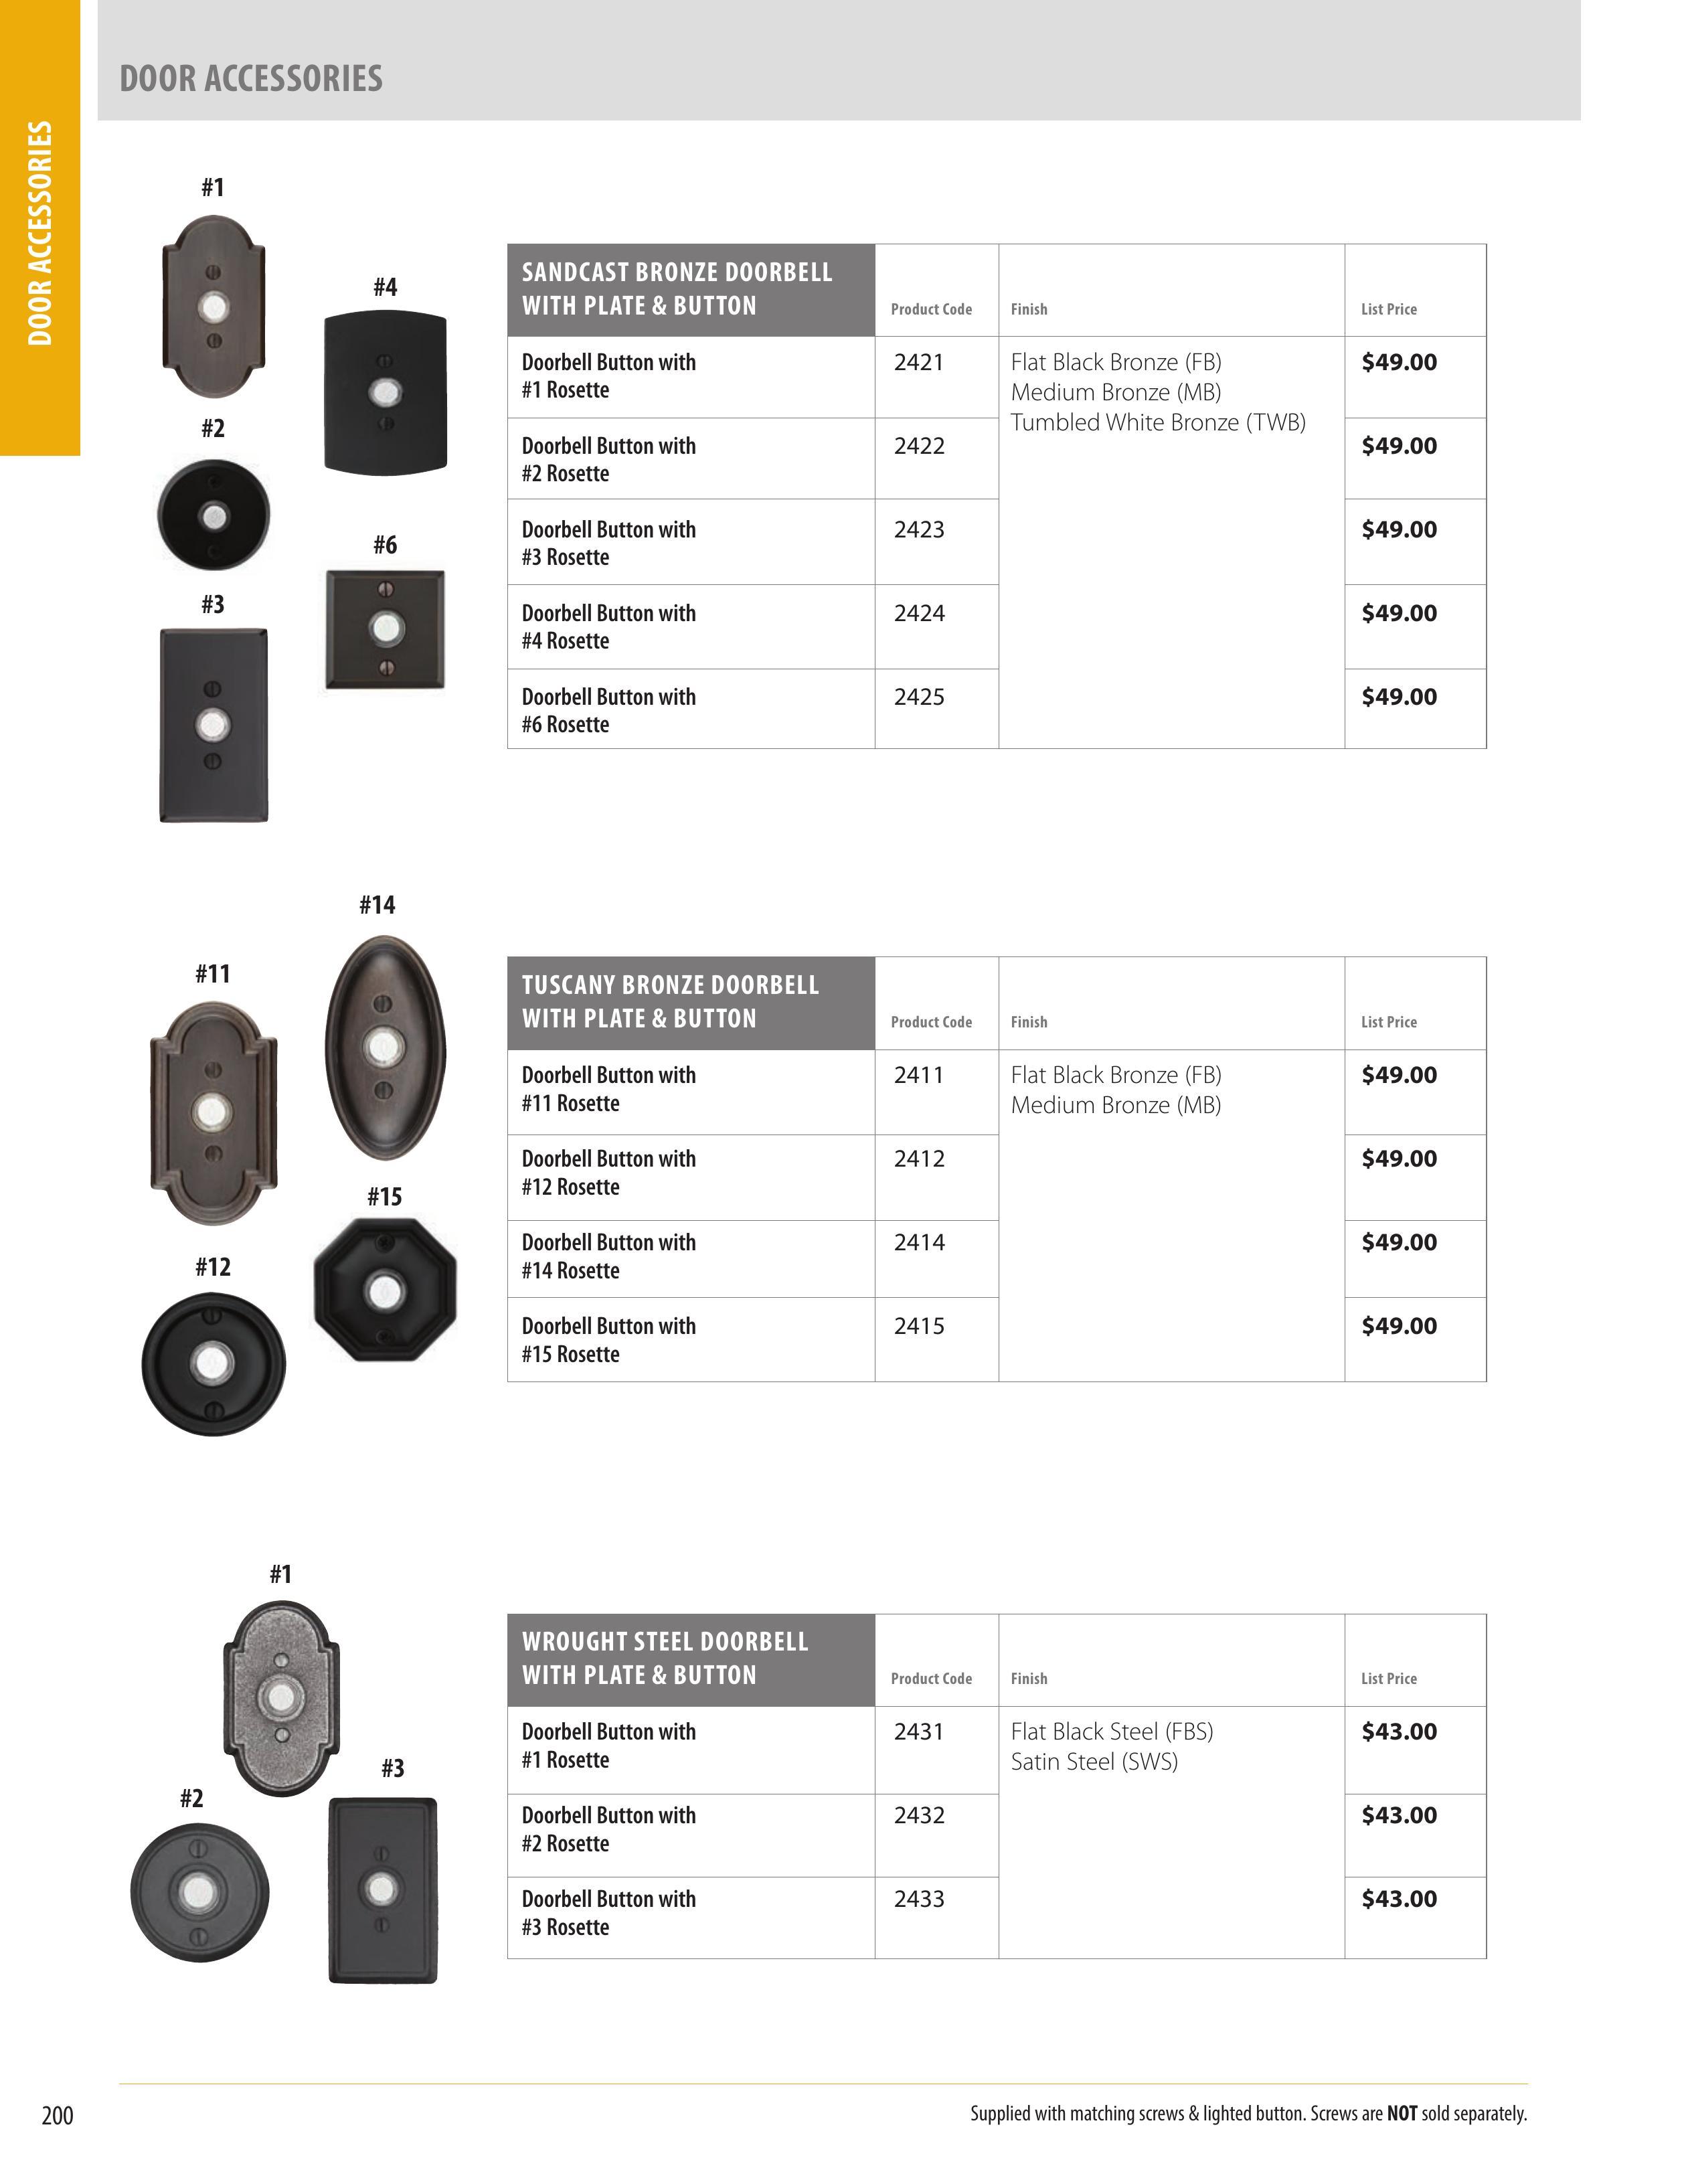 DOOR ACCESSORIES
DOOR ACCESSORIES
#1
#4
#2
#6
#3
SANDCAST BRONZE DOORBELL
WITH PLATE & BUTTON
Product Code
Finish
List Price
Doorbell Button with
#1 Rosette
2421
Flat Black Bronze (FB)
Medium Bronze (MB)
Tumbled White Bronze (TWB)
$49.00
Doorbell Button with
#2 Rosette
2422
$49.00
Doorbell Button with
#3 Rosette
2423
$49.00
Doorbell Button with
#4 Rosette
2424
$49.00
Doorbell Button with
#6 Rosette
2425
$49.00
#14
#11
#15
#12
TUSCANY BRONZE DOORBELL
WITH PLATE & BUTTON
Product Code
Finish
List Price
Doorbell Button with
#11 Rosette
2411
Flat Black Bronze (FB)
Medium Bronze (MB)
$49.00
Doorbell Button with
#12 Rosette
2412
$49.00
Doorbell Button with
#14 Rosette
2414
$49.00
Doorbell Button with
#15 Rosette
2415
$49.00
#1
#3
#2
WROUGHT STEEL DOORBELL
WITH PLATE & BUTTON
Product Code
Finish
List Price
Doorbell Button with
#1 Rosette
2431
Flat Black Steel (FBS)
Satin Steel (SWS)
$43.00
Doorbell Button with
#2 Rosette
2432
$43.00
Doorbell Button with
#3 Rosette
2433
$43.00
200
Supplied with matching screws & lighted button. Screws are NOT sold separately.